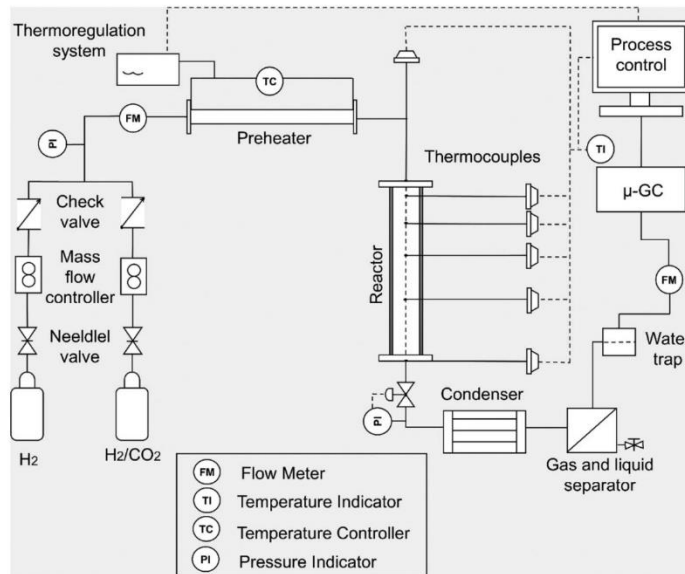 Thermoregulation
system
TC
FM
Preheater
PI
Process
control
TI
Thermocouples
μ-GC
Check
valve
Mass
flow
controller
Reactor
FM
Needlel
valve
Water
trap
Condenser
PI
H2
H2/CO2
Gas and liquid
separator
FM Flow Meter
TI Temperature Indicator
TC Temperature Controller
PI Pressure Indicator